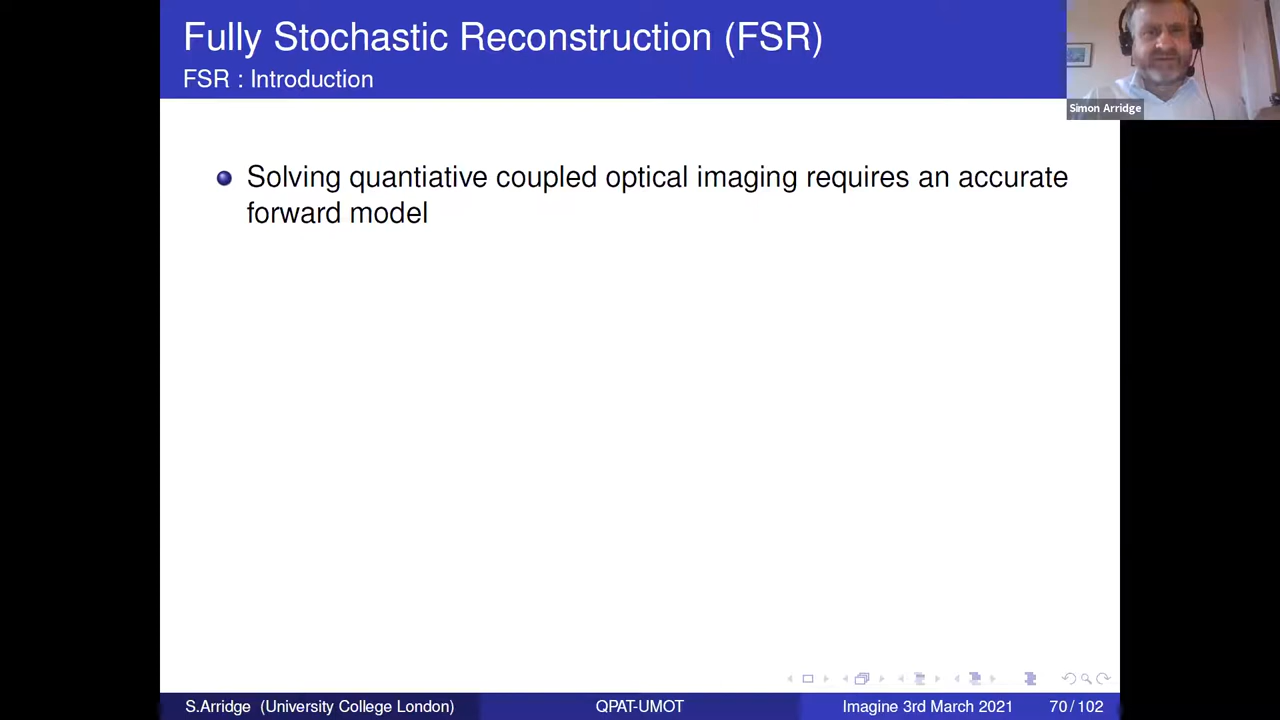 Fully Stochastic Reconstruction (FSR)
FSR : Introduction
Simon Arridge
Solving quantiative coupled optical imaging requires an accurate
forward model
S.Arridge (University College London)
QPAT-UMOT
Imagine 3rd March 2021
70 / 102